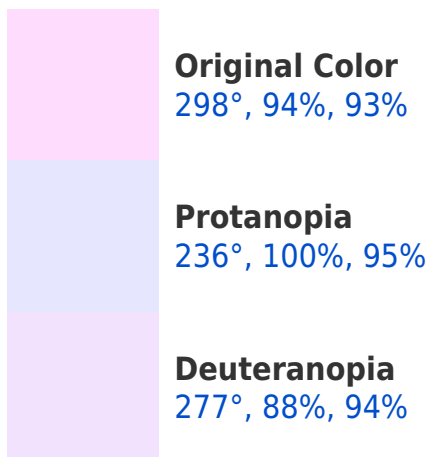 Original Color
298°, 94%, 93%
Protanopia
236°, 100%, 95%
Deuteranopia
277°, 88%, 94%